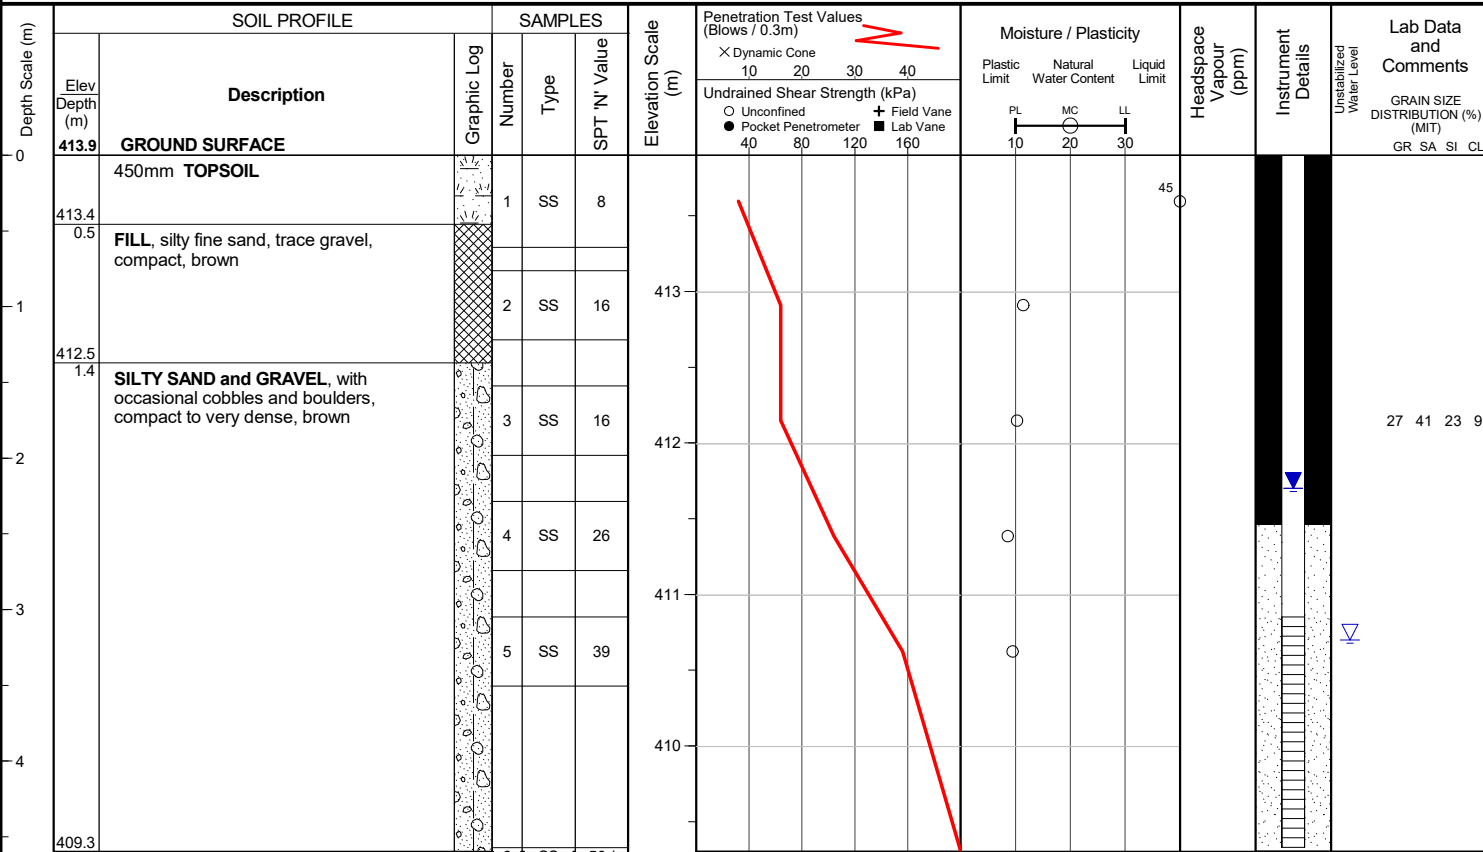 SOIL PROFILE
SAMPLES
Depth Scale (m)
Elev
Depth
(m)
Description
Graphic Log
Number
Type
SPT 'N' Value
Elevation Scale
(m)
Penetration Test Values
(Blows / 0.3m)
× Dynamic Cone
10 20 30 40
Undrained Shear Strength (kPa)
Unconfined
Field Vane
Pocket Penetrometer
Lab Vane
40 80 120 160
Moisture / Plasticity
Plastic
Limit
Natural
Water Content
Liquid
Limit
PL MC LL
10 20 30
Headspace
Vapour
(ppm)
Instrument
Details
Unstabilized
Water Level
Lab Data
and
Comments
GRAIN SIZE
DISTRIBUTION (%)
(MIT)
GR SA SI CL
413.9 GROUND SURFACE
0
450mm TOPSOIL
1 SS 8
45
413.4
0.5
FILL, silty fine sand, trace gravel,
compact, brown
413
1
2 SS 16
412.5
1.4
SILTY SAND and GRAVEL, with
occasional cobbles and boulders,
compact to very dense, brown
3 SS 16
27 41 23 9
412
2
4 SS 26
411
3
5 SS 39
410
4
409.3